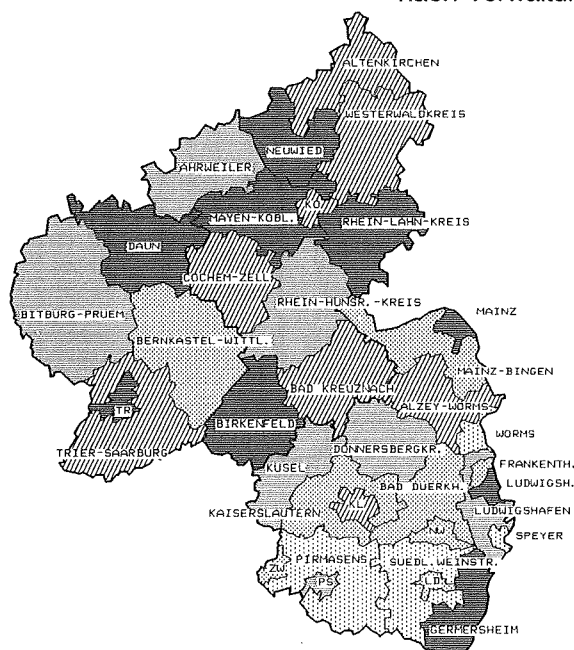 ALTENKIRCHEN
WESTERWALDKREIS
NEUWIED
AHRWEILER
KO
MAYEN-KOBL.
RHEIN-LAHN-KREIS
DAUN
COCHEM-ZELL
RHEIN-HUNSR.-KREIS
BITBURG-PRUEM
MAINZ
BERNKASTEL-WITTL.
MAINZ-BINGEN
BAD KREUZNACH
TR
ALZEY-WORMS
BIRKENFELD
WORMS
TRIER-SAARBURG
DONNERSBERGKR.
KUSEL
FRANKENTH.
BAD DUERKH.
LUDWIGSH.
KL
KAISERSLAUTERN
LUDWIGSHAFEN
NW
SPEYER
PIRMASENS
SUEDL.WEINSTR.
ZW
PS
LD
GERMERSHEIM